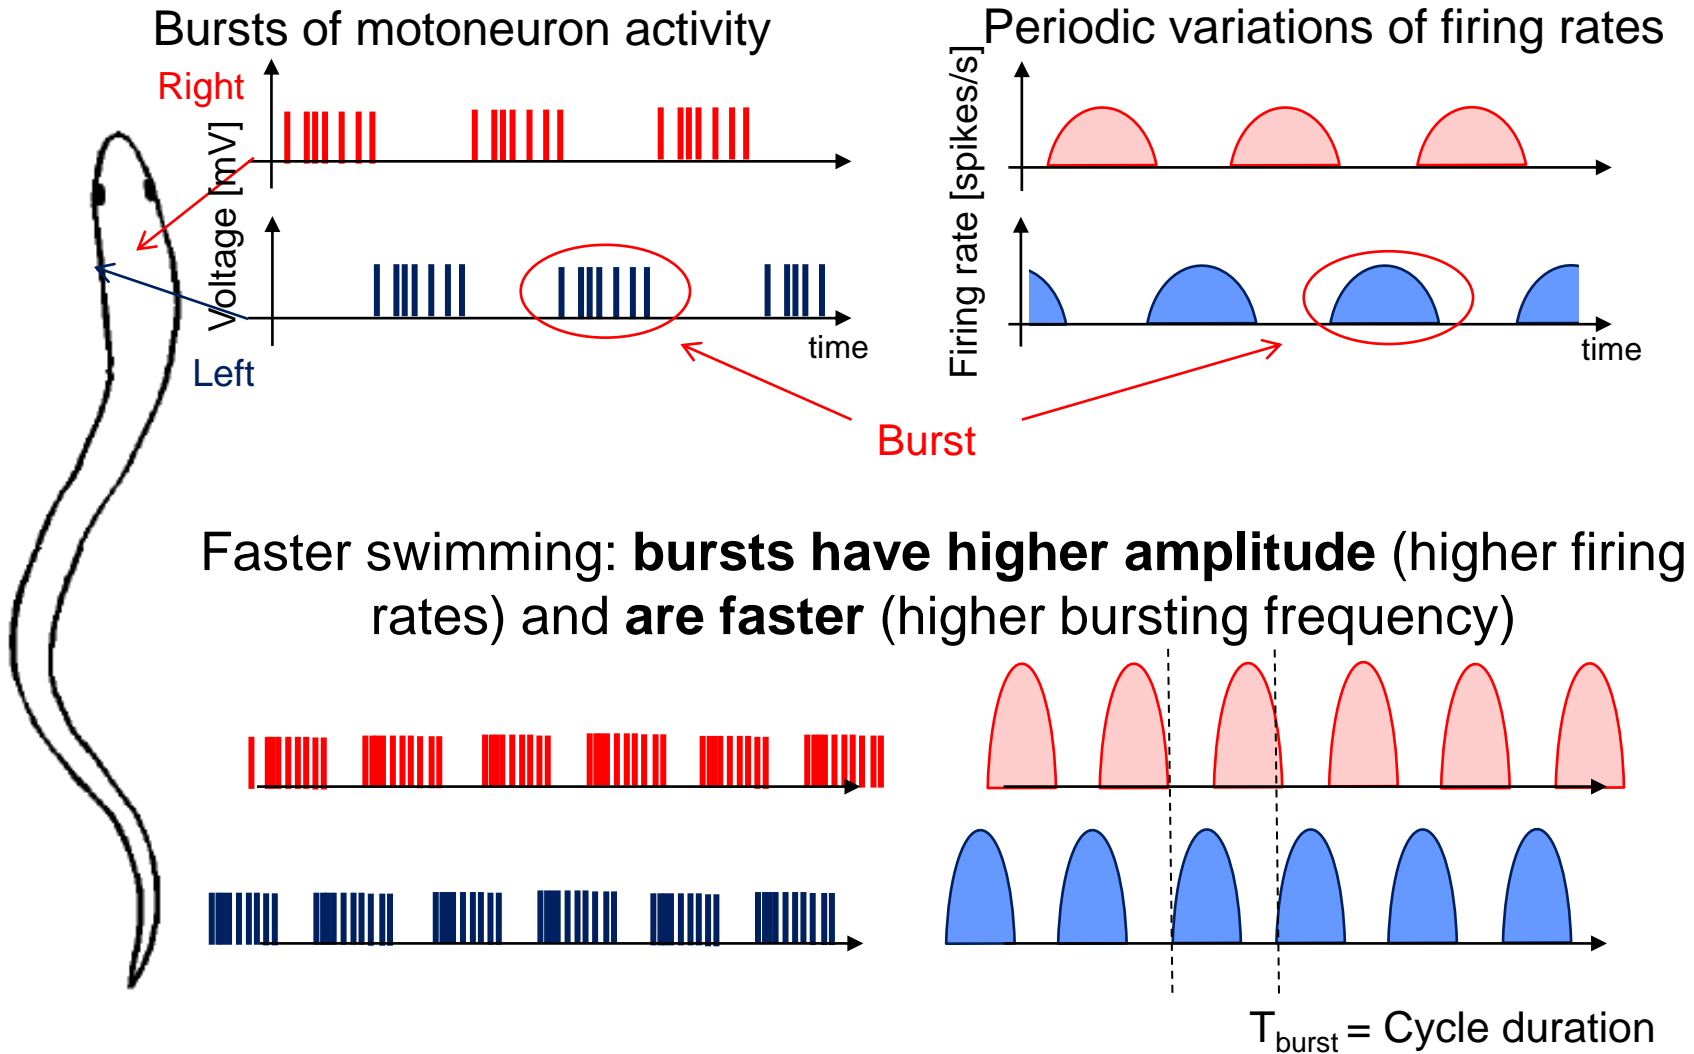 Bursts of motoneuron activity
Periodic variations of firing rates
Right
Voltage [mV]
Firing rate [spikes/s]
time
time
Left
Burst
Faster swimming: bursts have higher amplitude (higher firing
rates) and are faster (higher bursting frequency)
Tburst = Cycle duration